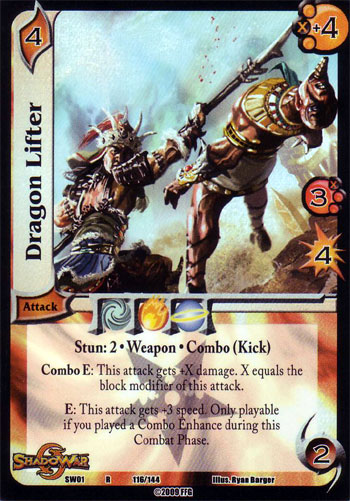 4
X +4
Dragon Lifter
3
4
Attack
Stun: 2 • Weapon • Combo (Kick)
Combo E: This attack gets +X damage. X equals the
block modifier of this attack.
E: This attack gets +3 speed. Only playable
if you played a Combo Enhance during this
Combat Phase.
ShadoWar
SW01 R 116/144 Illus. Ryan Barger
2
©2009 FFG